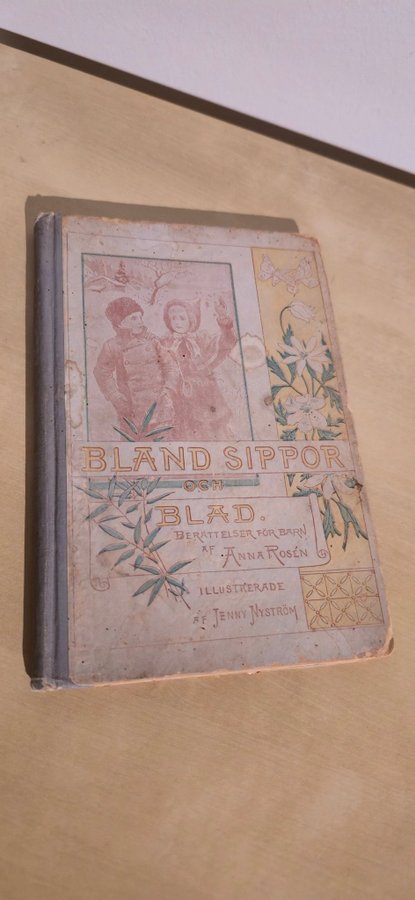 BLAND SIPPOR
OCH
BLAD.
BERÄTTELSER FÖR BARN
AF ANNA ROSÉN
ILLUSTRERADE
AF JENNY NYSTRÖM